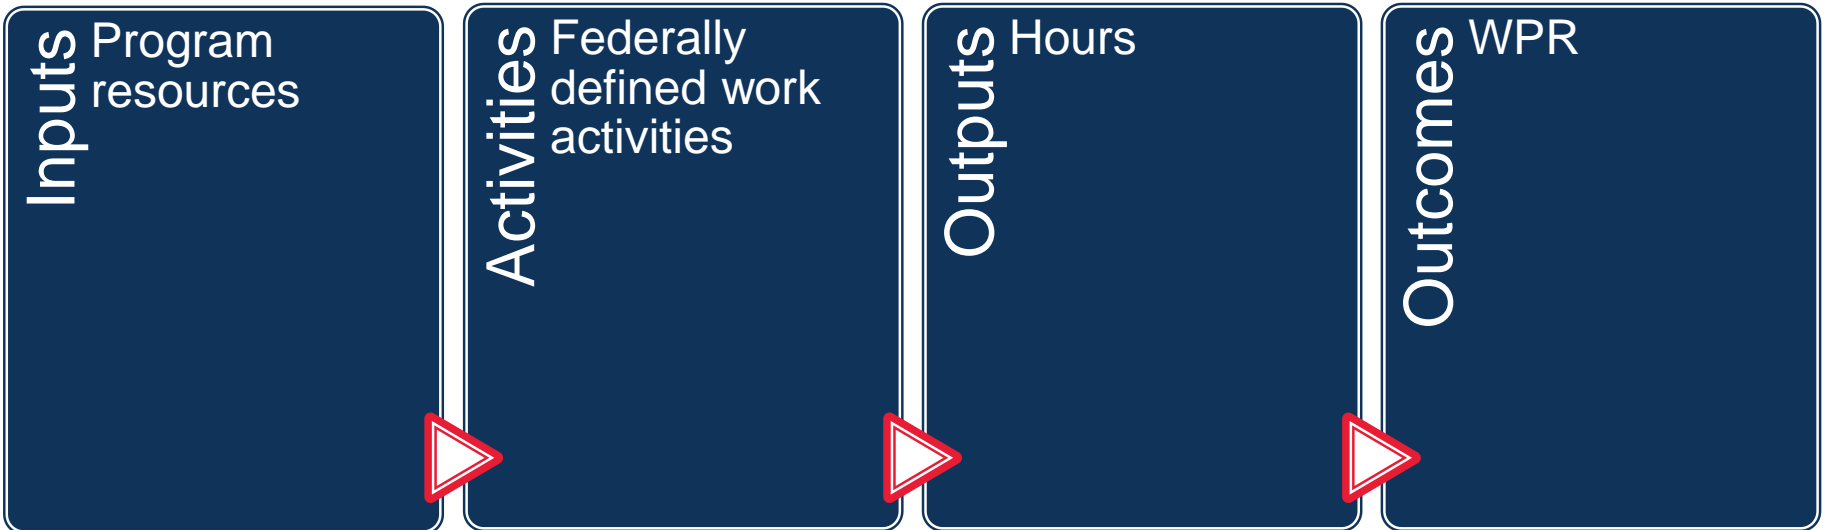 Inputs
Program
resources
Activities
Federally
defined work
activities
Outputs
Hours
Outcomes
WPR